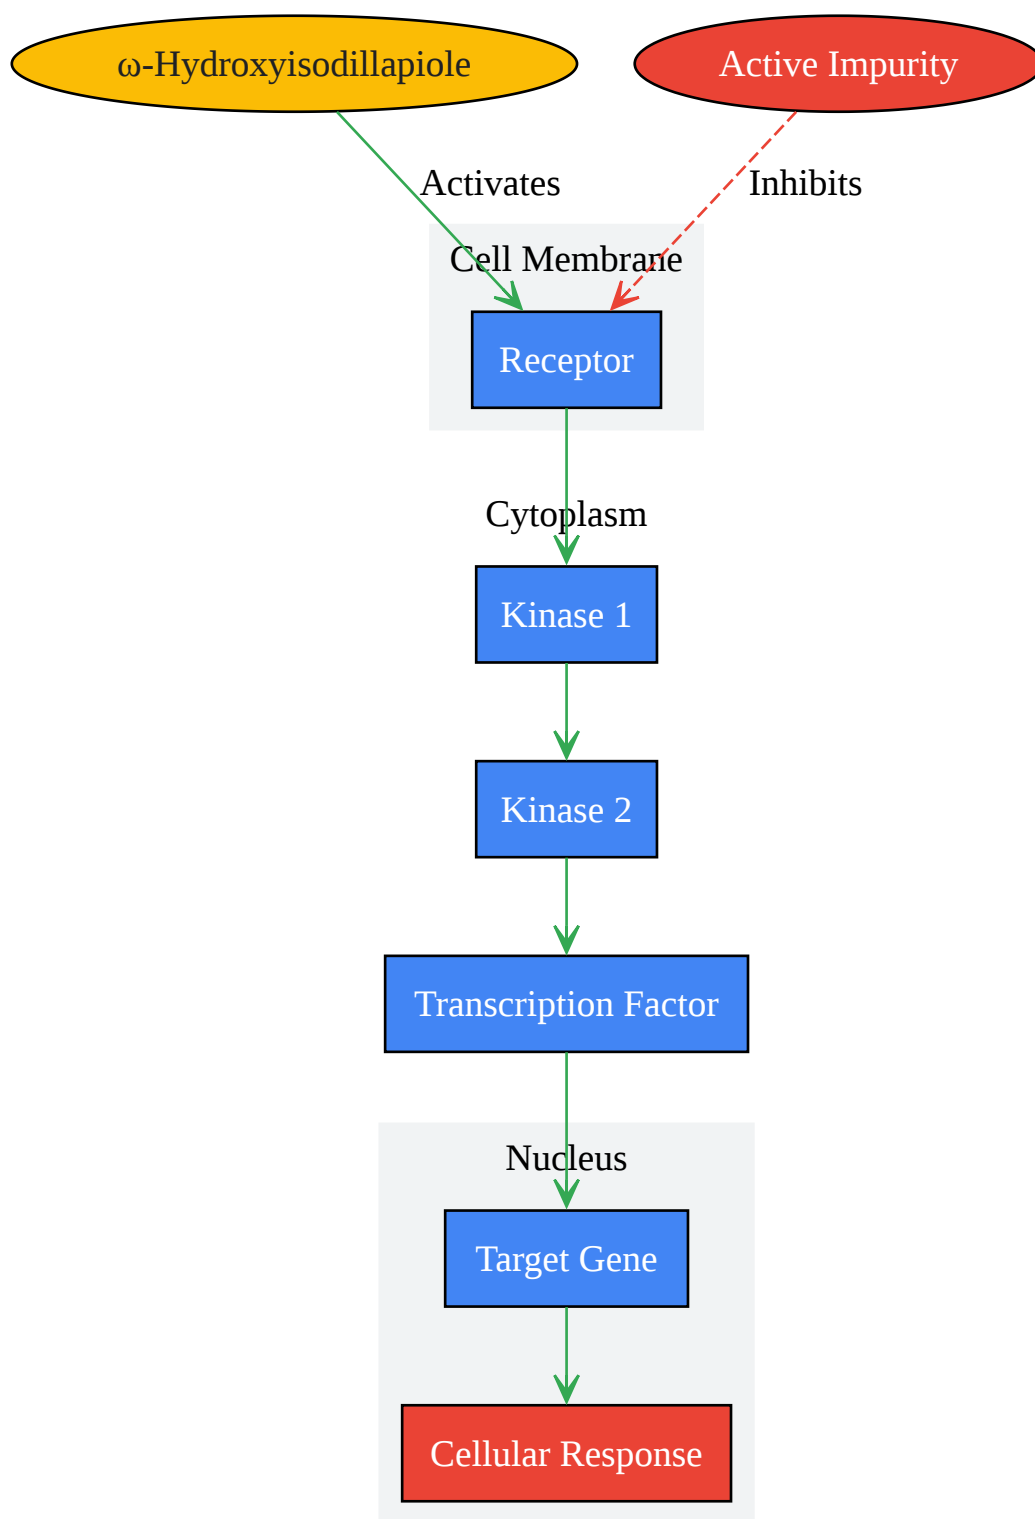 ω-Hydroxyisodillapiole
Active Impurity
Activates
Inhibits
Cell Membrane
Receptor
Cytoplasm
Kinase 1
Kinase 2
Transcription Factor
Nucleus
Target Gene
Cellular Response